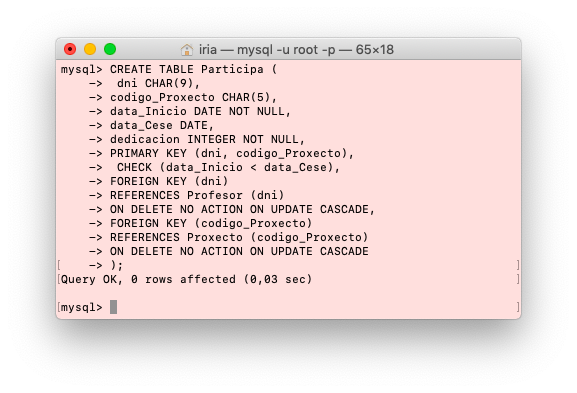 iria — mysql -u root -p — 65×18
mysql> CREATE TABLE Participa (
    ->  dni CHAR(9),
    -> codigo_Proxecto CHAR(5),
    -> data_Inicio DATE NOT NULL,
    -> data_Cese DATE,
    -> dedicacion INTEGER NOT NULL,
    -> PRIMARY KEY (dni, codigo_Proxecto),
    ->  CHECK (data_Inicio < data_Cese),
    -> FOREIGN KEY (dni)
    -> REFERENCES Profesor (dni)
    -> ON DELETE NO ACTION ON UPDATE CASCADE,
    -> FOREIGN KEY (codigo_Proxecto)
    -> REFERENCES Proxecto (codigo_Proxecto)
    -> ON DELETE NO ACTION ON UPDATE CASCADE
[    -> ); ]
[Query OK, 0 rows affected (0,03 sec) ]
[mysql> ]